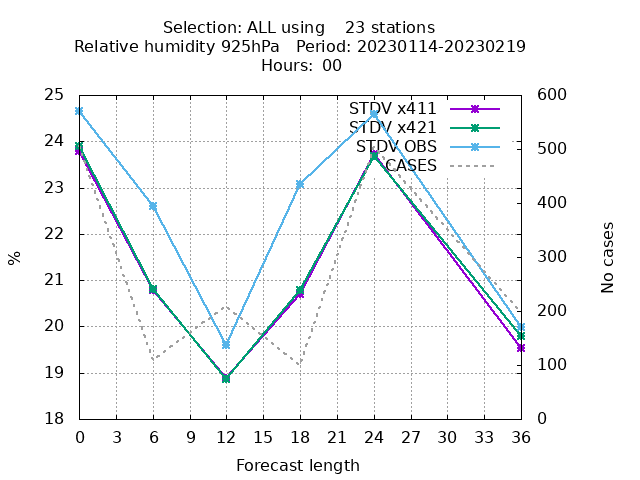 Selection: ALL using    23 stations
Relative humidity 925hPa   Period: 20230114-20230219
Hours: 00
25
24
23
22
21
20
19
18
%
STDV x411
STDV x421
STDV OBS
CASES
600
500
400
300
200
100
0
No cases
0 3 6 9 12 15 18 21 24 27 30 33 36
Forecast length